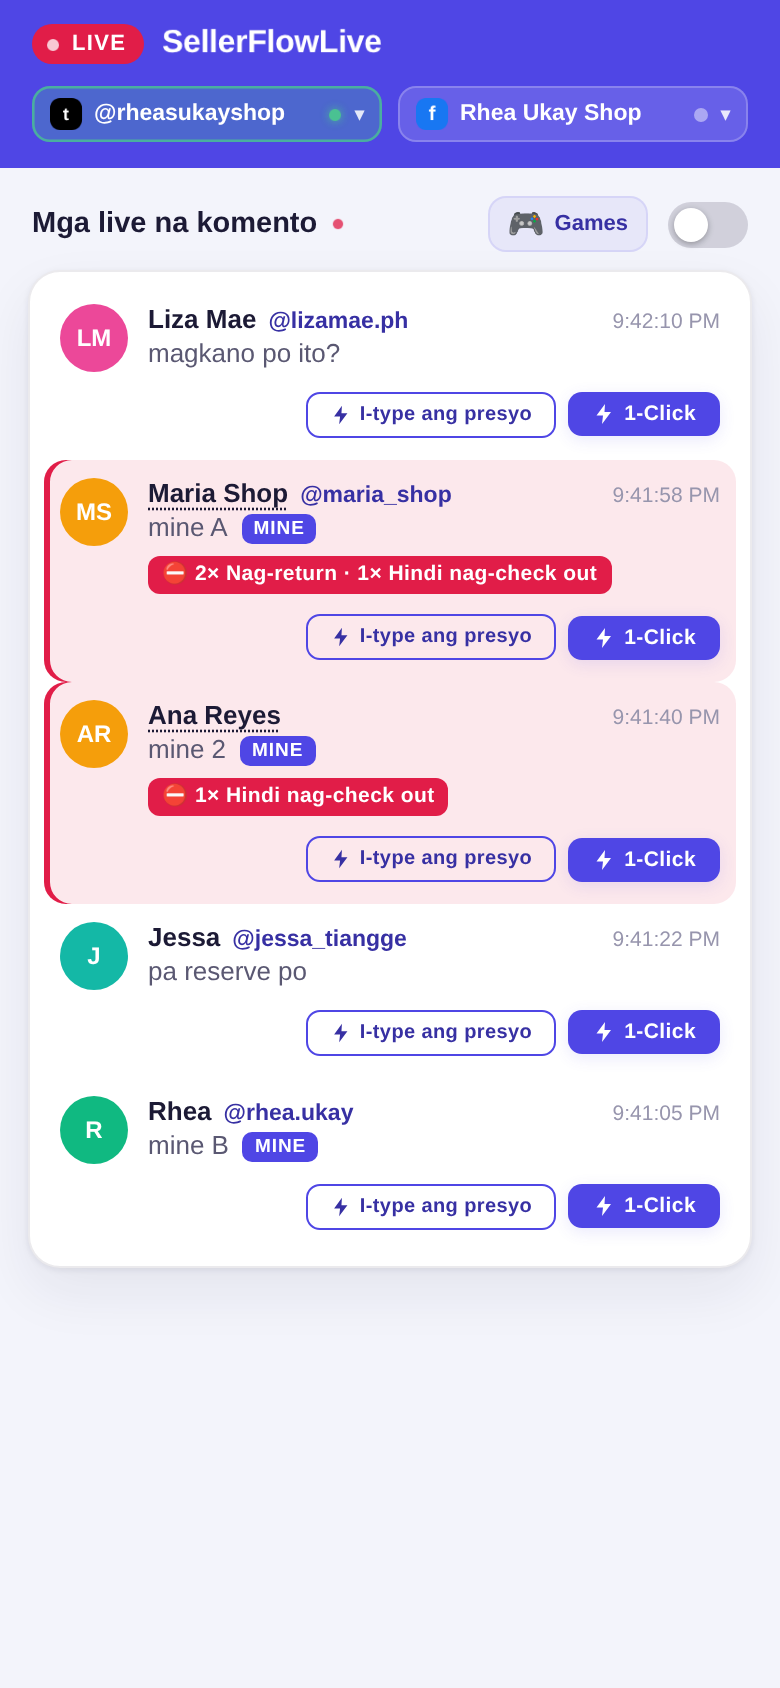 LIVE SellerFlowLive
t @rheasukayshop ▾ f Rhea Ukay Shop ▾
Mga live na komento 🎮 Games
LM Liza Mae @lizamae.ph 9:42:10 PM
magkano po ito?
I-type ang presyo 1-Click
MS Maria Shop @maria_shop 9:41:58 PM
mine A MINE
⛔ 2× Nag-return · 1× Hindi nag-check out
I-type ang presyo 1-Click
AR Ana Reyes 9:41:40 PM
mine 2 MINE
⛔ 1× Hindi nag-check out
I-type ang presyo 1-Click
J Jessa @jessa_tiangge 9:41:22 PM
pa reserve po
I-type ang presyo 1-Click
R Rhea @rhea.ukay 9:41:05 PM
mine B MINE
I-type ang presyo 1-Click